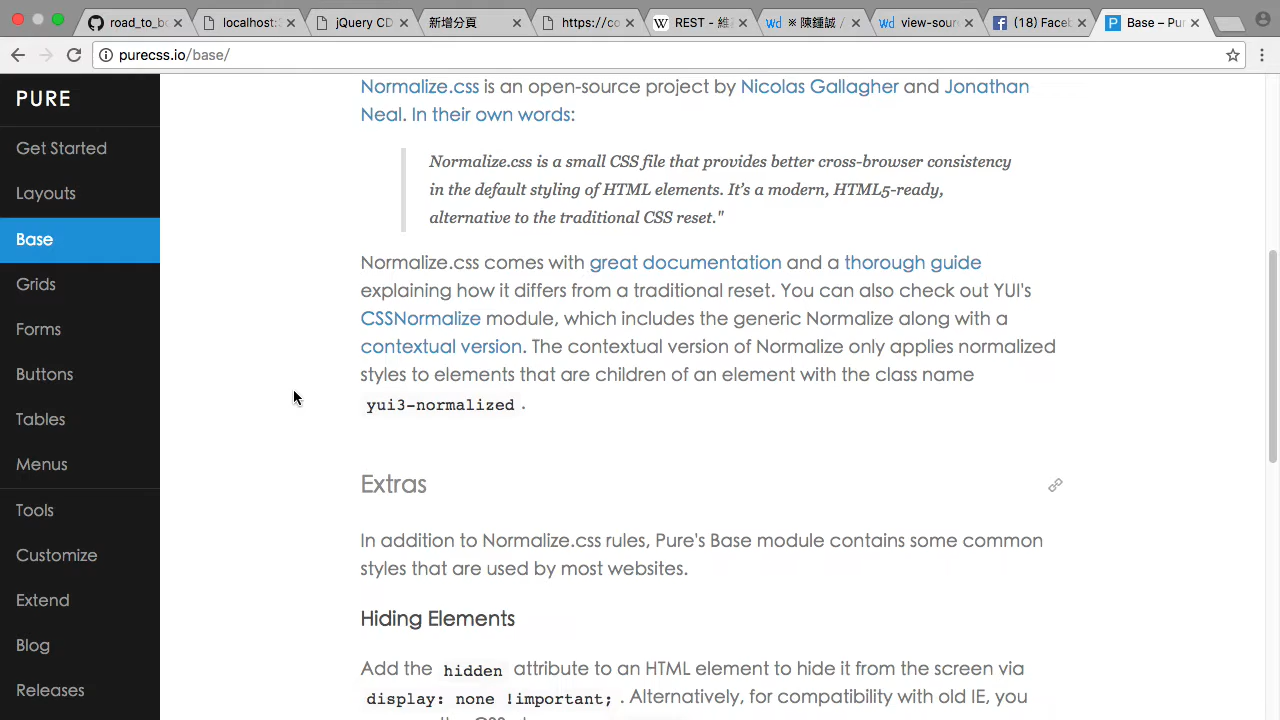 road_to_bo
localhost:3
jQuery CD
新增分頁
https://co
REST - 維
※ 陳鍾誠 /
view-sour
(18) Faceb
Base – Pur
purecss.io/base/
PURE
Get Started
Layouts
Base
Grids
Forms
Buttons
Tables
Menus
Tools
Customize
Extend
Blog
Releases
Normalize.css is an open-source project by Nicolas Gallagher and Jonathan
Neal. In their own words:
Normalize.css is a small CSS file that provides better cross-browser consistency
in the default styling of HTML elements. It's a modern, HTML5-ready,
alternative to the traditional CSS reset."
Normalize.css comes with great documentation and a thorough guide
explaining how it differs from a traditional reset. You can also check out YUI's
CSSNormalize module, which includes the generic Normalize along with a
contextual version. The contextual version of Normalize only applies normalized
styles to elements that are children of an element with the class name
yui3-normalized .
Extras
In addition to Normalize.css rules, Pure's Base module contains some common
styles that are used by most websites.
Hiding Elements
Add the hidden attribute to an HTML element to hide it from the screen via
display: none !important; . Alternatively, for compatibility with old IE, you